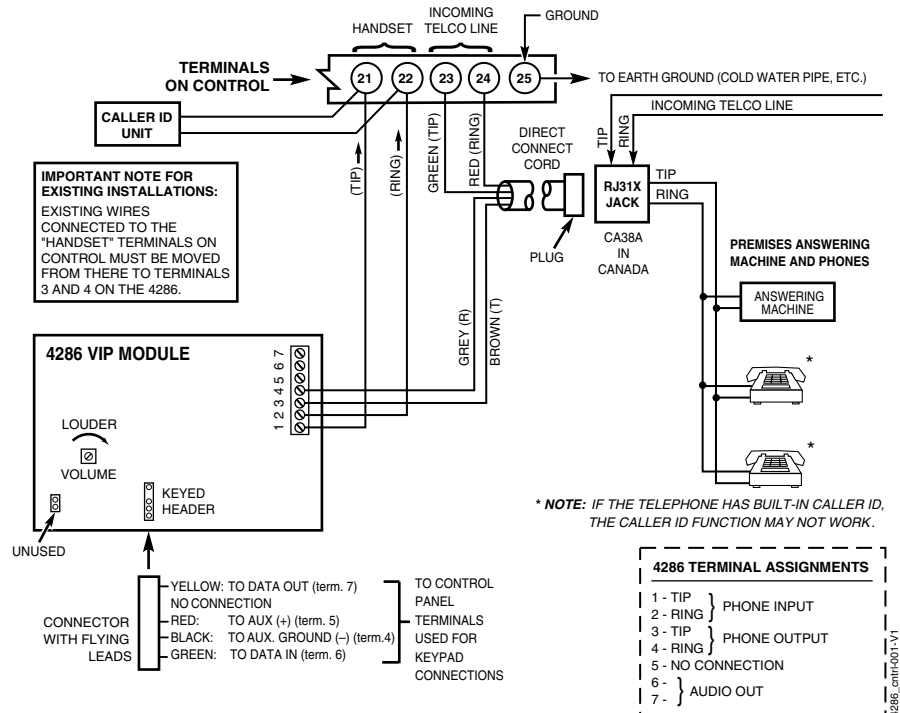 HANDSET
INCOMING
TELCO LINE
GROUND
TERMINALS
ON CONTROL
21 22 23 24 25
TO EARTH GROUND (COLD WATER PIPE, ETC.)
INCOMING TELCO LINE
CALLER ID
UNIT
(TIP)
(RING)
GREEN (TIP)
RED (RING)
DIRECT
CONNECT
CORD
TIP
RING
RJ31X
JACK
TIP
RING
PLUG
CA38A
IN
CANADA
IMPORTANT NOTE FOR
EXISTING INSTALLATIONS:
EXISTING WIRES
CONNECTED TO THE
"HANDSET" TERMINALS ON
CONTROL MUST BE MOVED
FROM THERE TO TERMINALS
3 AND 4 ON THE 4286.
PREMISES ANSWERING
MACHINE AND PHONES
ANSWERING
MACHINE
*
*
GREY (R)
BROWN (T)
4286 VIP MODULE
1 2 3 4 5 6 7
LOUDER
VOLUME
KEYED
HEADER
UNUSED
* NOTE: IF THE TELEPHONE HAS BUILT-IN CALLER ID,
THE CALLER ID FUNCTION MAY NOT WORK.
CONNECTOR
WITH FLYING
LEADS
YELLOW: TO DATA OUT (term. 7)
NO CONNECTION
RED: TO AUX (+) (term. 5)
BLACK: TO AUX. GROUND (–) (term.4)
GREEN: TO DATA IN (term. 6)
TO CONTROL
PANEL
TERMINALS
USED FOR
KEYPAD
CONNECTIONS
4286 TERMINAL ASSIGNMENTS
1 - TIP
2 - RING
PHONE INPUT
3 - TIP
4 - RING
PHONE OUTPUT
5 - NO CONNECTION
6 -
7 -
AUDIO OUT
4286_cntrl-001-V1